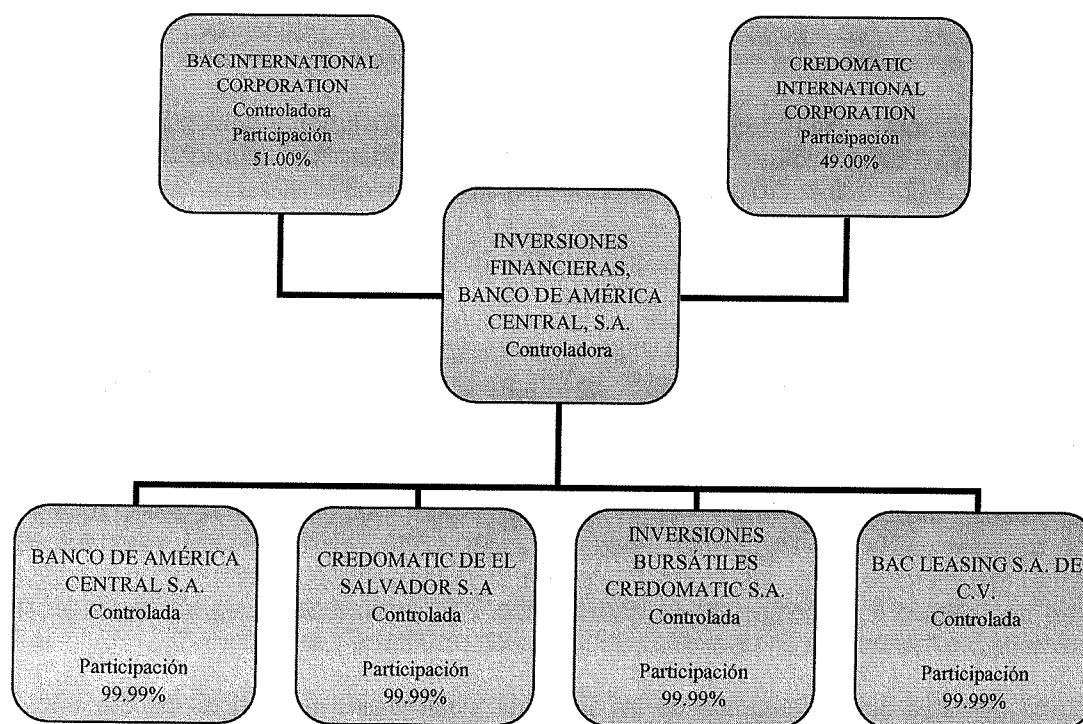 BAC INTERNATIONAL
CORPORATION
Controladora
Participación
51.00%
CREDOMATIC
INTERNATIONAL
CORPORATION
Participación
49.00%
INVERSIONES
FINANCIERAS,
BANCO DE AMÉRICA
CENTRAL, S.A.
Controladora
BANCO DE AMÉRICA
CENTRAL S.A.
Controlada
Participación
99.99%
CREDOMATIC DE EL
SALVADOR S. A
Controlada
Participación
99.99%
INVERSIONES
BURSÁTILES
CREDOMATIC S.A.
Controlada
Participación
99.99%
BAC LEASING S.A. DE
C.V.
Controlada
Participación
99.99%